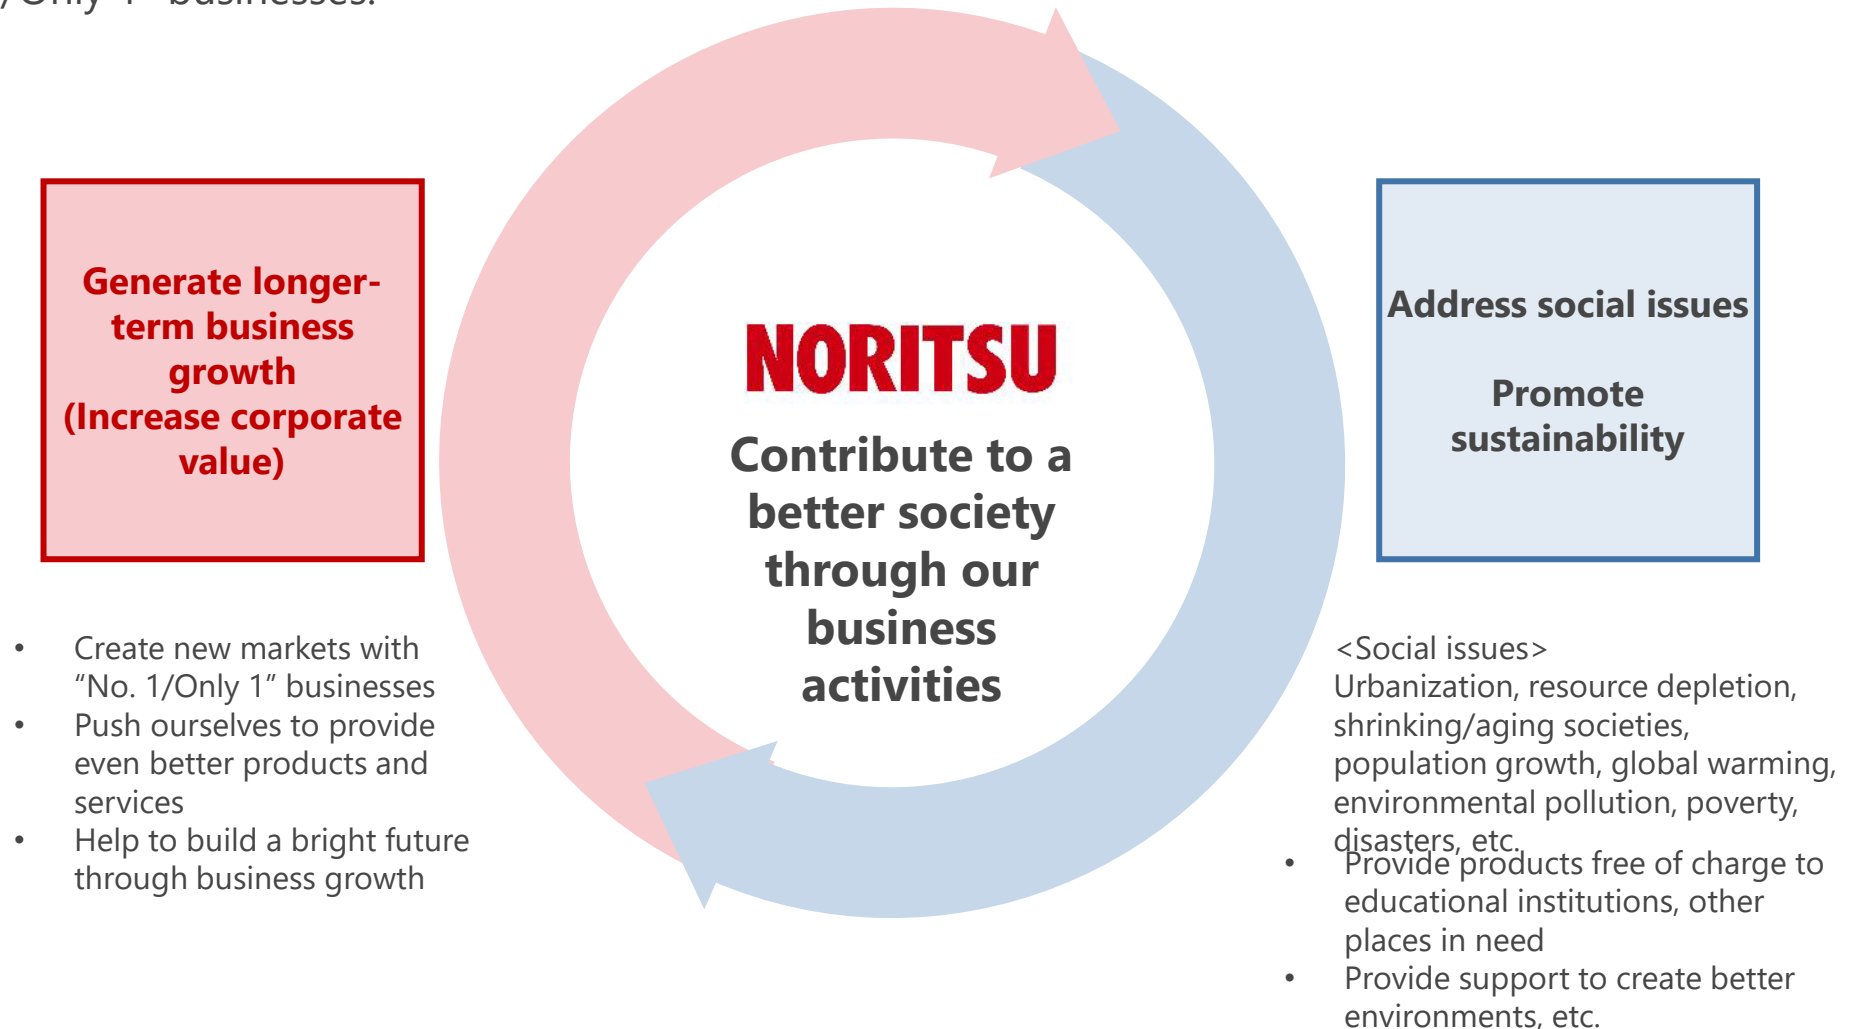 /Only 1” businesses.
Generate longer-
term business
growth
(Increase corporate
value)
• Create new markets with
“No. 1/Only 1” businesses
• Push ourselves to provide
even better products and
services
• Help to build a bright future
through business growth
NORITSU
Contribute to a
better society
through our
business
activities
Address social issues
Promote
sustainability
<Social issues>
Urbanization, resource depletion,
shrinking/aging societies,
population growth, global warming,
environmental pollution, poverty,
disasters, etc.
• Provide products free of charge to
educational institutions, other
places in need
• Provide support to create better
environments, etc.